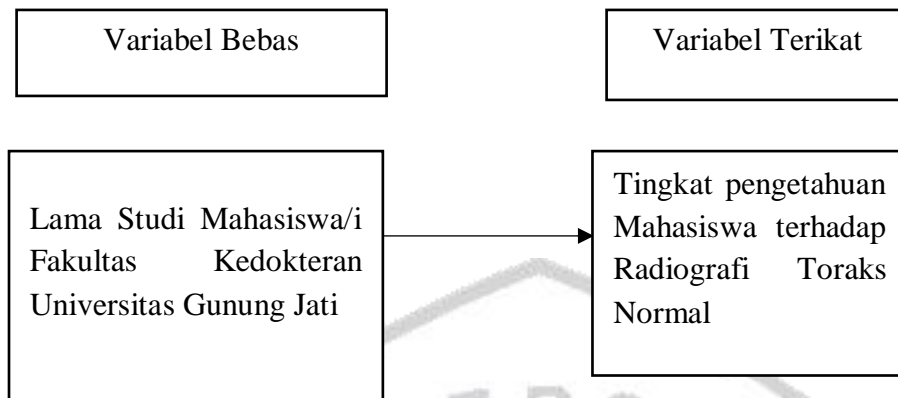 Variabel Bebas
Variabel Terikat
Lama Studi Mahasiswa/i
Fakultas Kedokteran
Universitas Gunung Jati
Tingkat pengetahuan
Mahasiswa terhadap
Radiografi Toraks
Normal